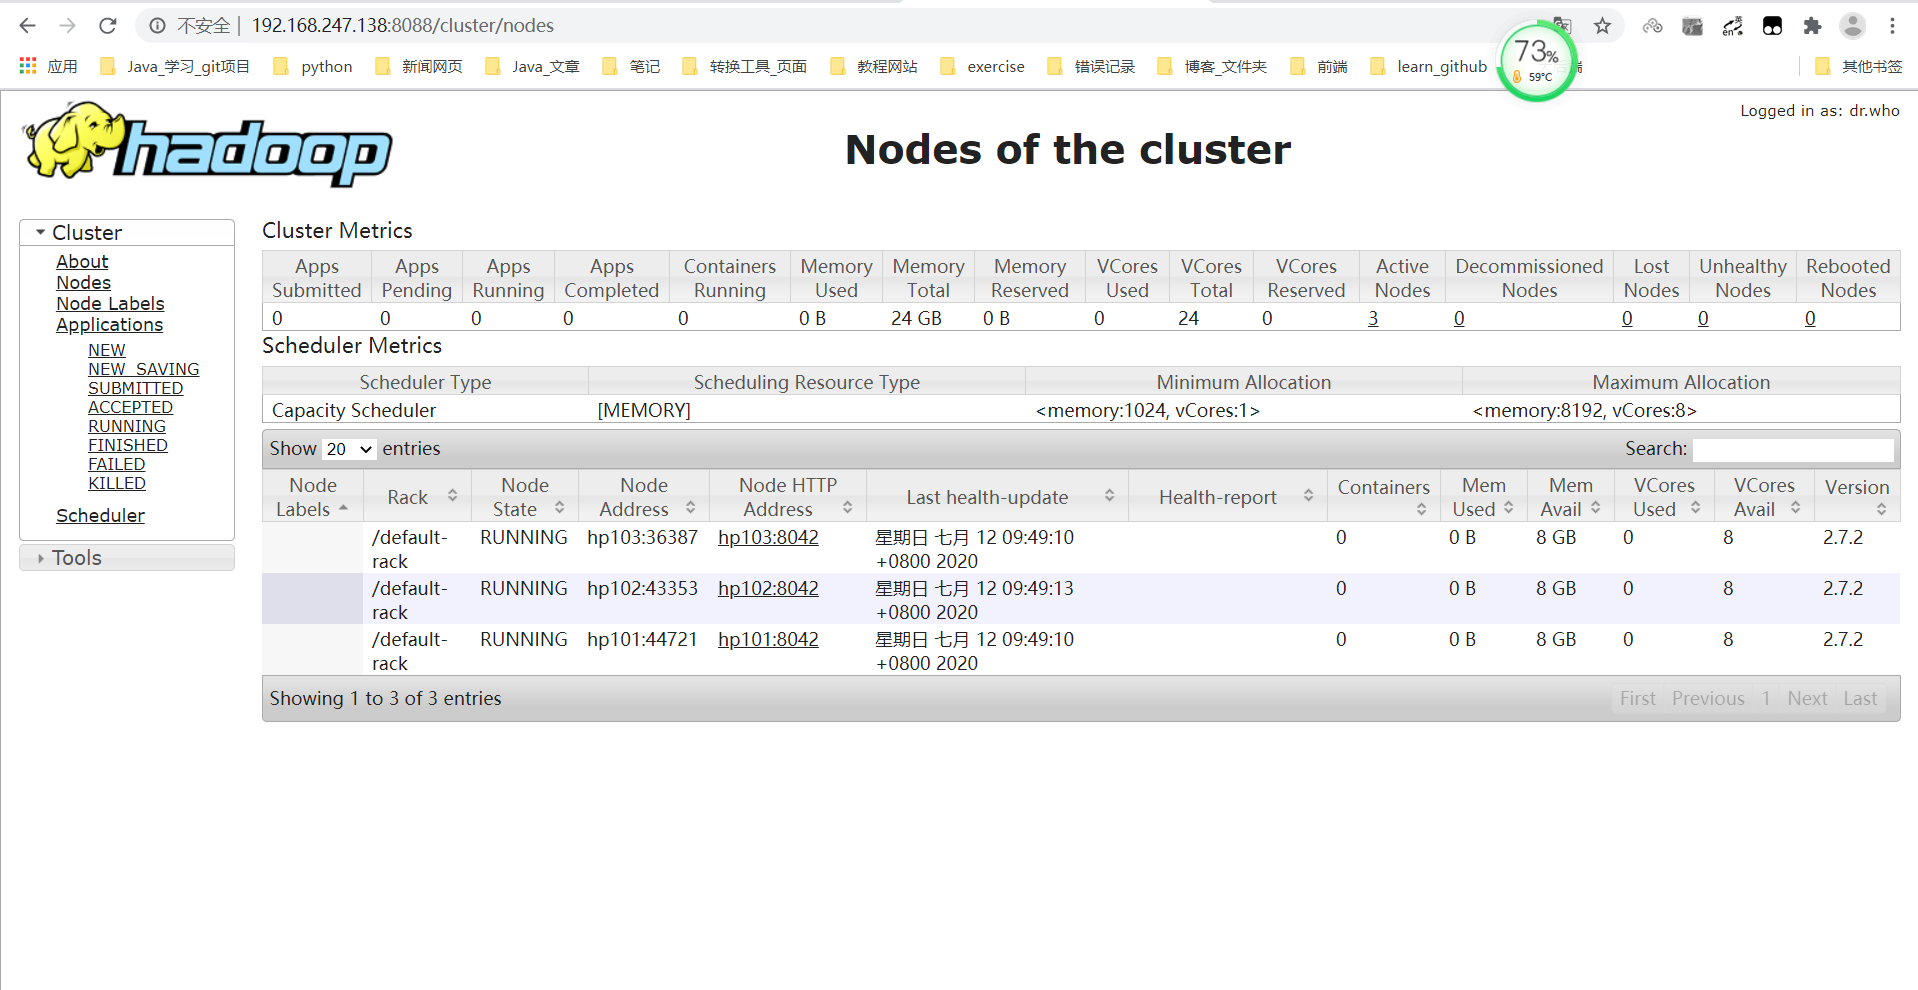 不安全 | 192.168.247.138:8088/cluster/nodes
应用 Java_学习_git项目 python 新闻网页 Java_文章 笔记 转换工具_页面 教程网站 exercise 错误记录 博客_文件夹 前端 learn_github 其他书签
73%
59°C
Logged in as: dr.who
hadoop
Nodes of the cluster
Cluster
About
Nodes
Node Labels
Applications
NEW
NEW_SAVING
SUBMITTED
ACCEPTED
RUNNING
FINISHED
FAILED
KILLED
Scheduler
Tools
Cluster Metrics
Apps Submitted Apps Pending Apps Running Apps Completed Containers Running Memory Used Memory Total Memory Reserved VCores Used VCores Total VCores Reserved Active Nodes Decommissioned Nodes Lost Nodes Unhealthy Nodes Rebooted Nodes
0 0 0 0 0 0 B 24 GB 0 B 0 24 0 3 0 0 0 0
Scheduler Metrics
Scheduler Type Scheduling Resource Type Minimum Allocation Maximum Allocation
Capacity Scheduler [MEMORY] <memory:1024, vCores:1> <memory:8192, vCores:8>
Show 20 entries Search:
Node Labels Rack Node State Node Address Node HTTP Address Last health-update Health-report Containers Mem Used Mem Avail VCores Used VCores Avail Version
/default-rack RUNNING hp103:36387 hp103:8042 星期日 七月 12 09:49:10 +0800 2020 0 0 B 8 GB 0 8 2.7.2
/default-rack RUNNING hp102:43353 hp102:8042 星期日 七月 12 09:49:13 +0800 2020 0 0 B 8 GB 0 8 2.7.2
/default-rack RUNNING hp101:44721 hp101:8042 星期日 七月 12 09:49:10 +0800 2020 0 0 B 8 GB 0 8 2.7.2
Showing 1 to 3 of 3 entries First Previous 1 Next Last